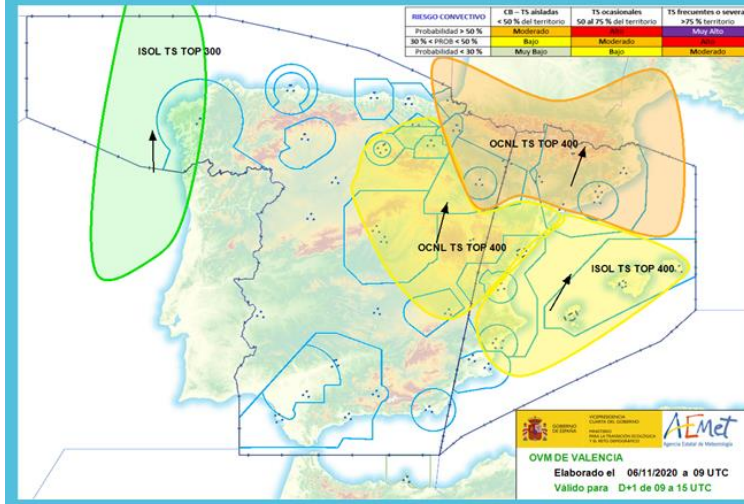 RIESGO CONVECTIVO
CB – TS aisladas
< 50 % del territorio
TS ocasionales
50 al 75 % del territorio
TS frecuentes o severas
>75 % territorio
Probabilidad > 50 %
Moderado
Alto
Muy Alto
30 % < PROB < 50 %
Bajo
Moderado
Alto
Probabilidad < 30 %
Muy Bajo
Bajo
Moderado
ISOL TS TOP 300
OCNL TS TOP 400
OCNL TS TOP 400
ISOL TS TOP 400
GOBIERNO
DE ESPAÑA
VICEPRESIDENCIA
CUARTA DEL GOBIERNO
MINISTERIO
PARA LA TRANSICIÓN ECOLÓGICA
Y EL RETO DEMOGRÁFICO
AEMet
Agencia Estatal de Meteorología
OVM DE VALENCIA
Elaborado el 06/11/2020 a 09 UTC
Válido para D+1 de 09 a 15 UTC